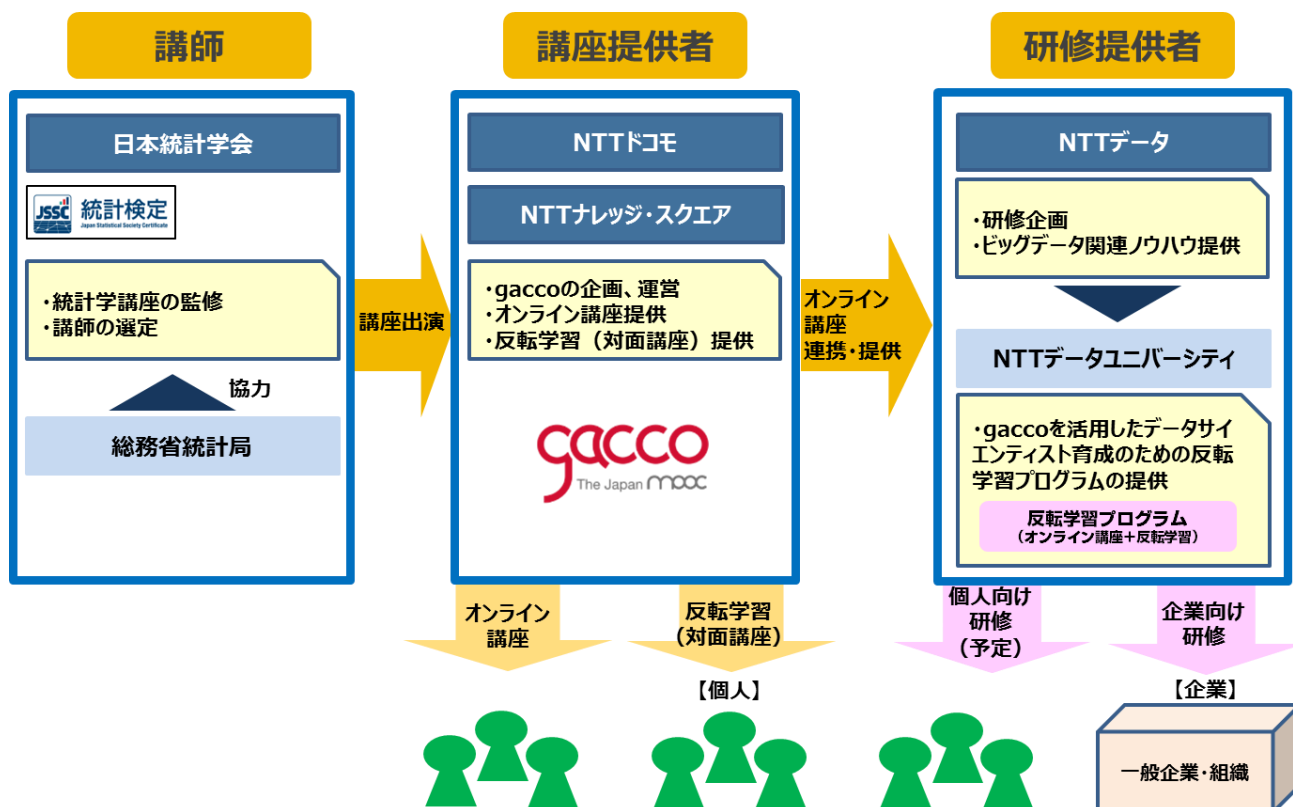 講師
日本統計学会
JSSC 統計検定
Japan Statistical Society Certificate
・統計学講座の監修
・講師の選定
協力
総務省統計局
講座出演
講座提供者
NTTドコモ
NTTナレッジ・スクエア
・gaccoの企画、運営
・オンライン講座提供
・反転学習（対面講座）提供
gacco
The Japan mooc
オンライン
講座
連携・提供
研修提供者
NTTデータ
・研修企画
・ビッグデータ関連ノウハウ提供
NTTデータユニバーシティ
・gaccoを活用したデータサイ
エンティスト育成のための反転
学習プログラムの提供
反転学習プログラム
（オンライン講座＋反転学習）
オンライン
講座
反転学習
（対面講座）
【個人】
個人向け
研修
（予定）
企業向け
研修
【企業】
一般企業・組織